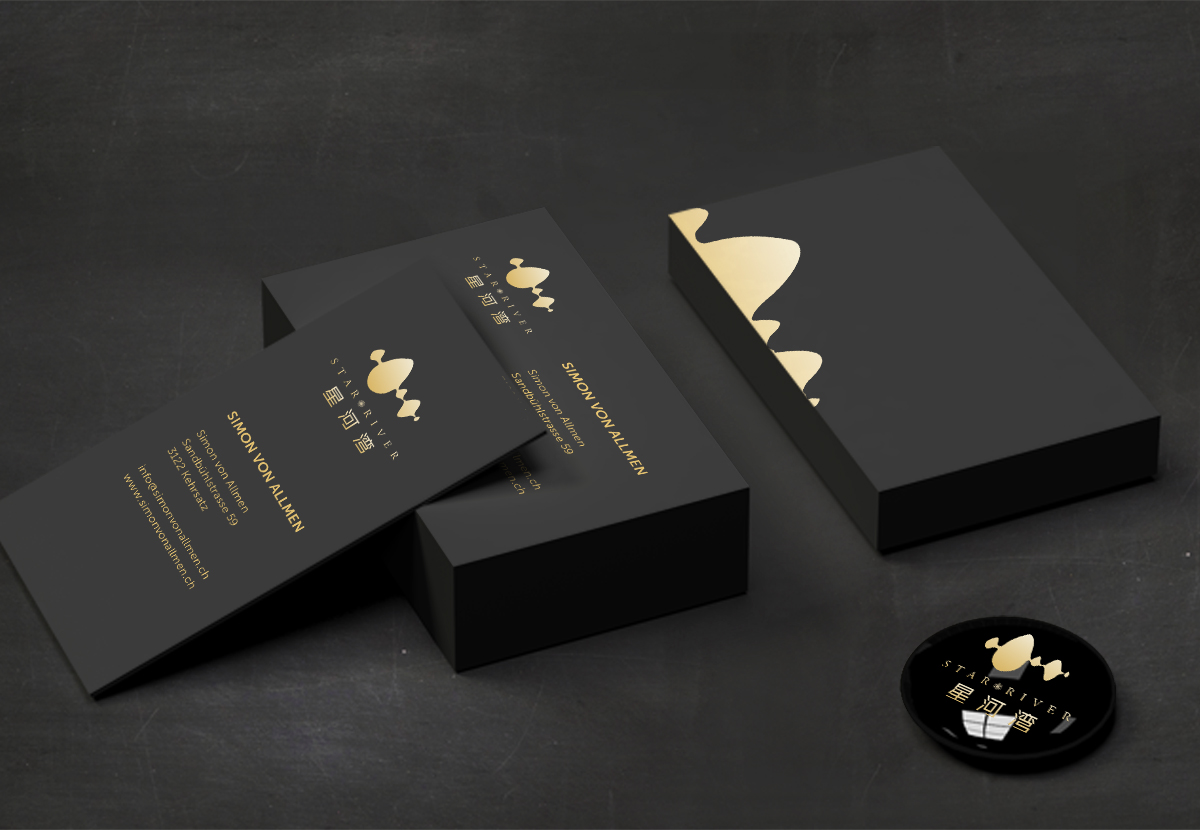 STAR RIVER
星河湾
SIMON VON ALLMEN
Simon von Allmen
Sandbühlstrasse 59
3122 Kehrsatz
info@simonvonallmen.ch
www.simonvonallmen.ch
STAR RIVER
星河湾
SIMON VON ALLMEN
Simon von Allmen
Sandbühlstrasse 59
STAR RIVER
星河湾